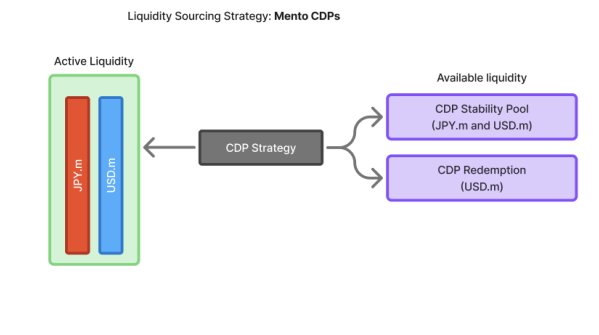 Liquidity Sourcing Strategy: Mento CDPs
Active Liquidity
JPY.m
USD.m
CDP Strategy
Available liquidity
CDP Stability Pool
(JPY.m and USD.m)
CDP Redemption
(USD.m)